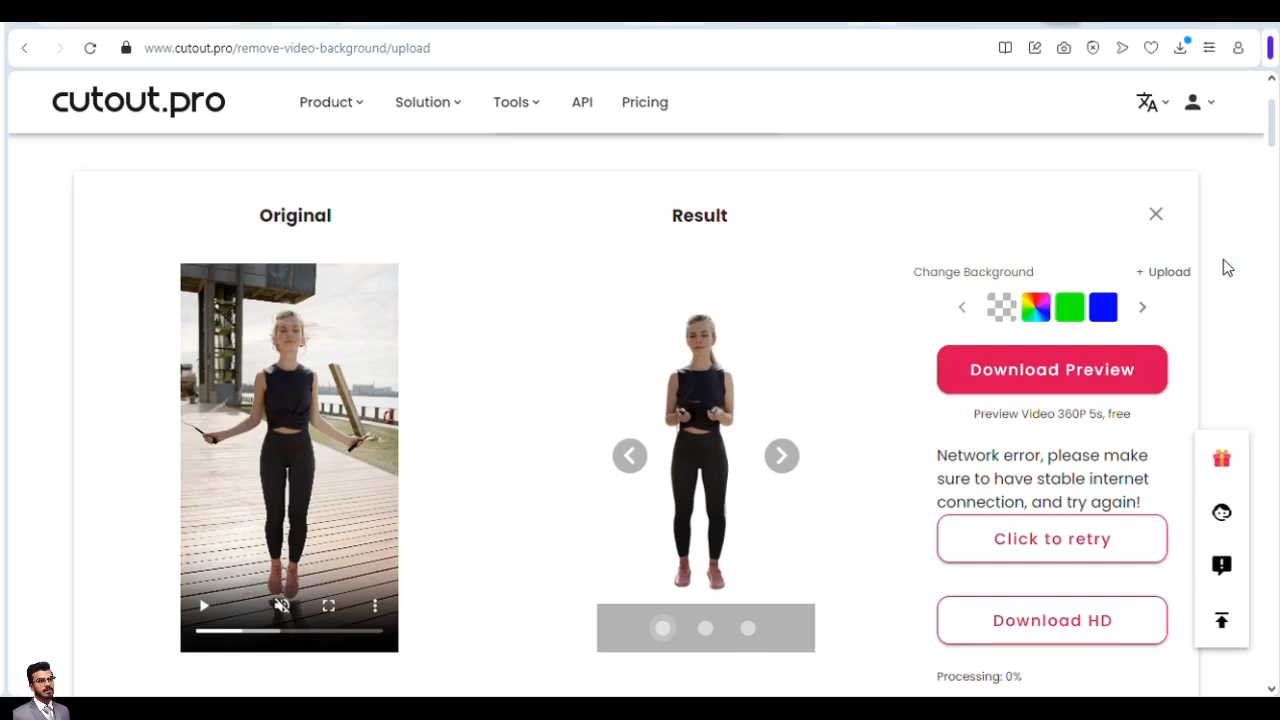 www.cutout.pro/remove-video-background/upload
cutout.pro
Product
Solution
Tools
API
Pricing
Original
Result
Change Background
+ Upload
Download Preview
Preview Video 360P 5s, free
Network error, please make
sure to have stable internet
connection, and try again!
Click to retry
Download HD
Processing: 0%